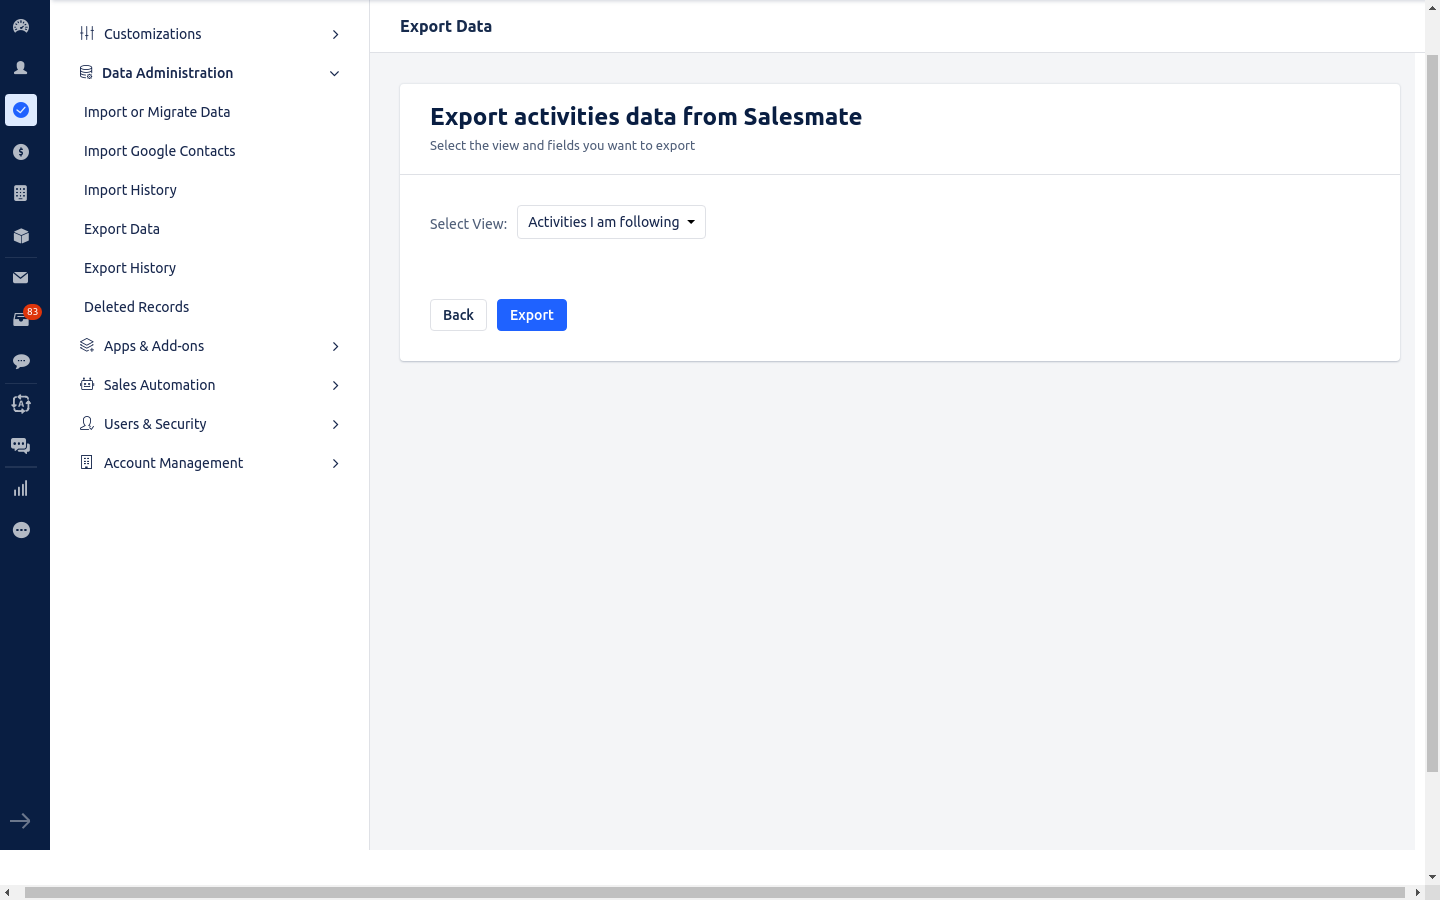 Customizations
Data Administration
Import or Migrate Data
Import Google Contacts
Import History
Export Data
Export History
Deleted Records
83
Apps & Add-ons
Sales Automation
Users & Security
Account Management
Export Data
Export activities data from Salesmate
Select the view and fields you want to export
Select View: Activities I am following
Back Export